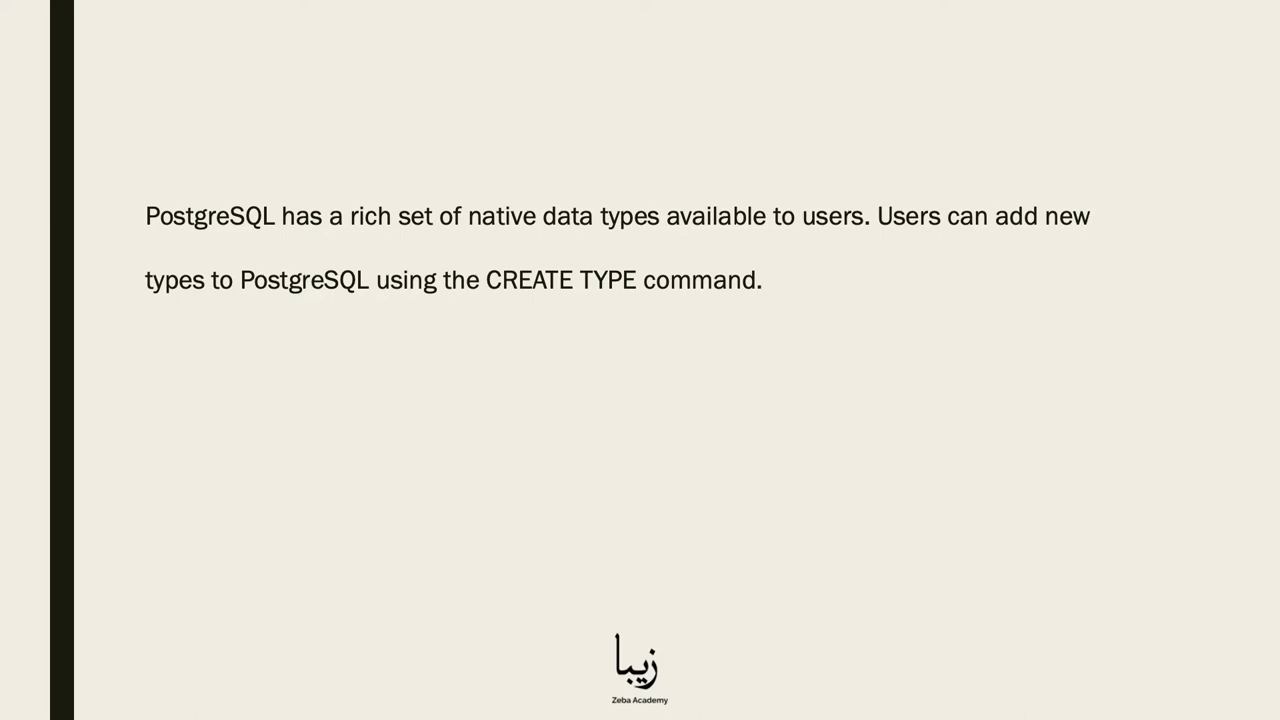 PostgreSQL has a rich set of native data types available to users. Users can add new
types to PostgreSQL using the CREATE TYPE command.
زيبا
Zeba Academy